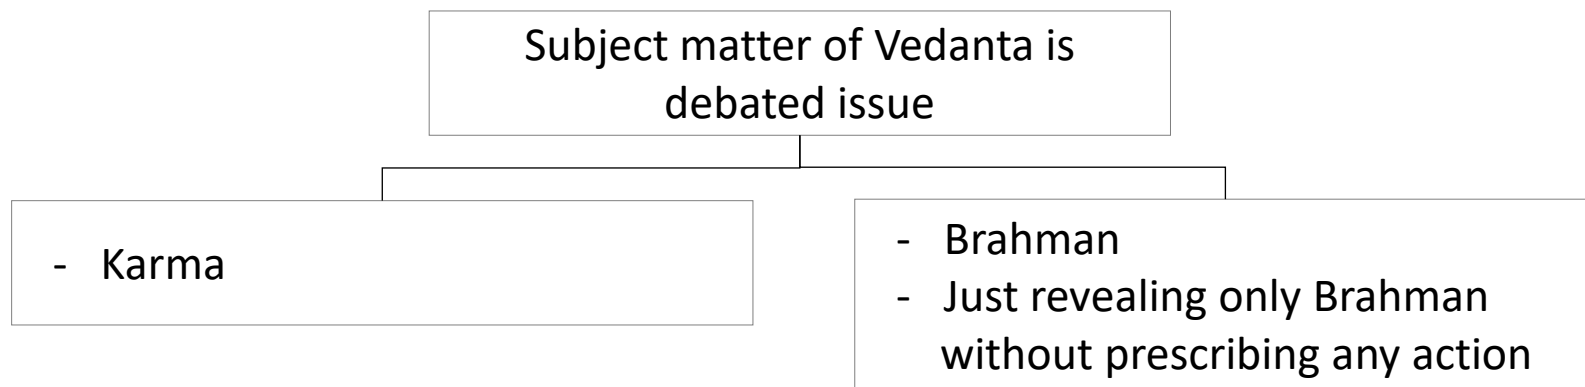 Subject matter of Vedanta is
debated issue
- Karma
- Brahman
- Just revealing only Brahman
without prescribing any action